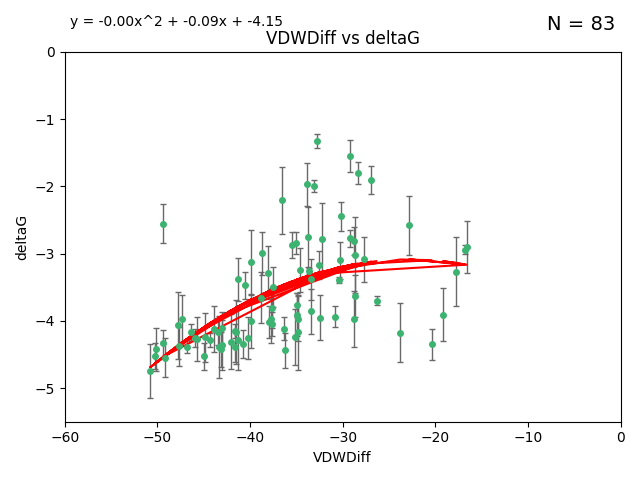 y = -0.00x^2 + -0.09x + -4.15
N = 83
VDWDiff vs deltaG
0
−1
−2
−3
−4
−5
deltaG
−60 −50 −40 −30 −20 −10 0
VDWDiff